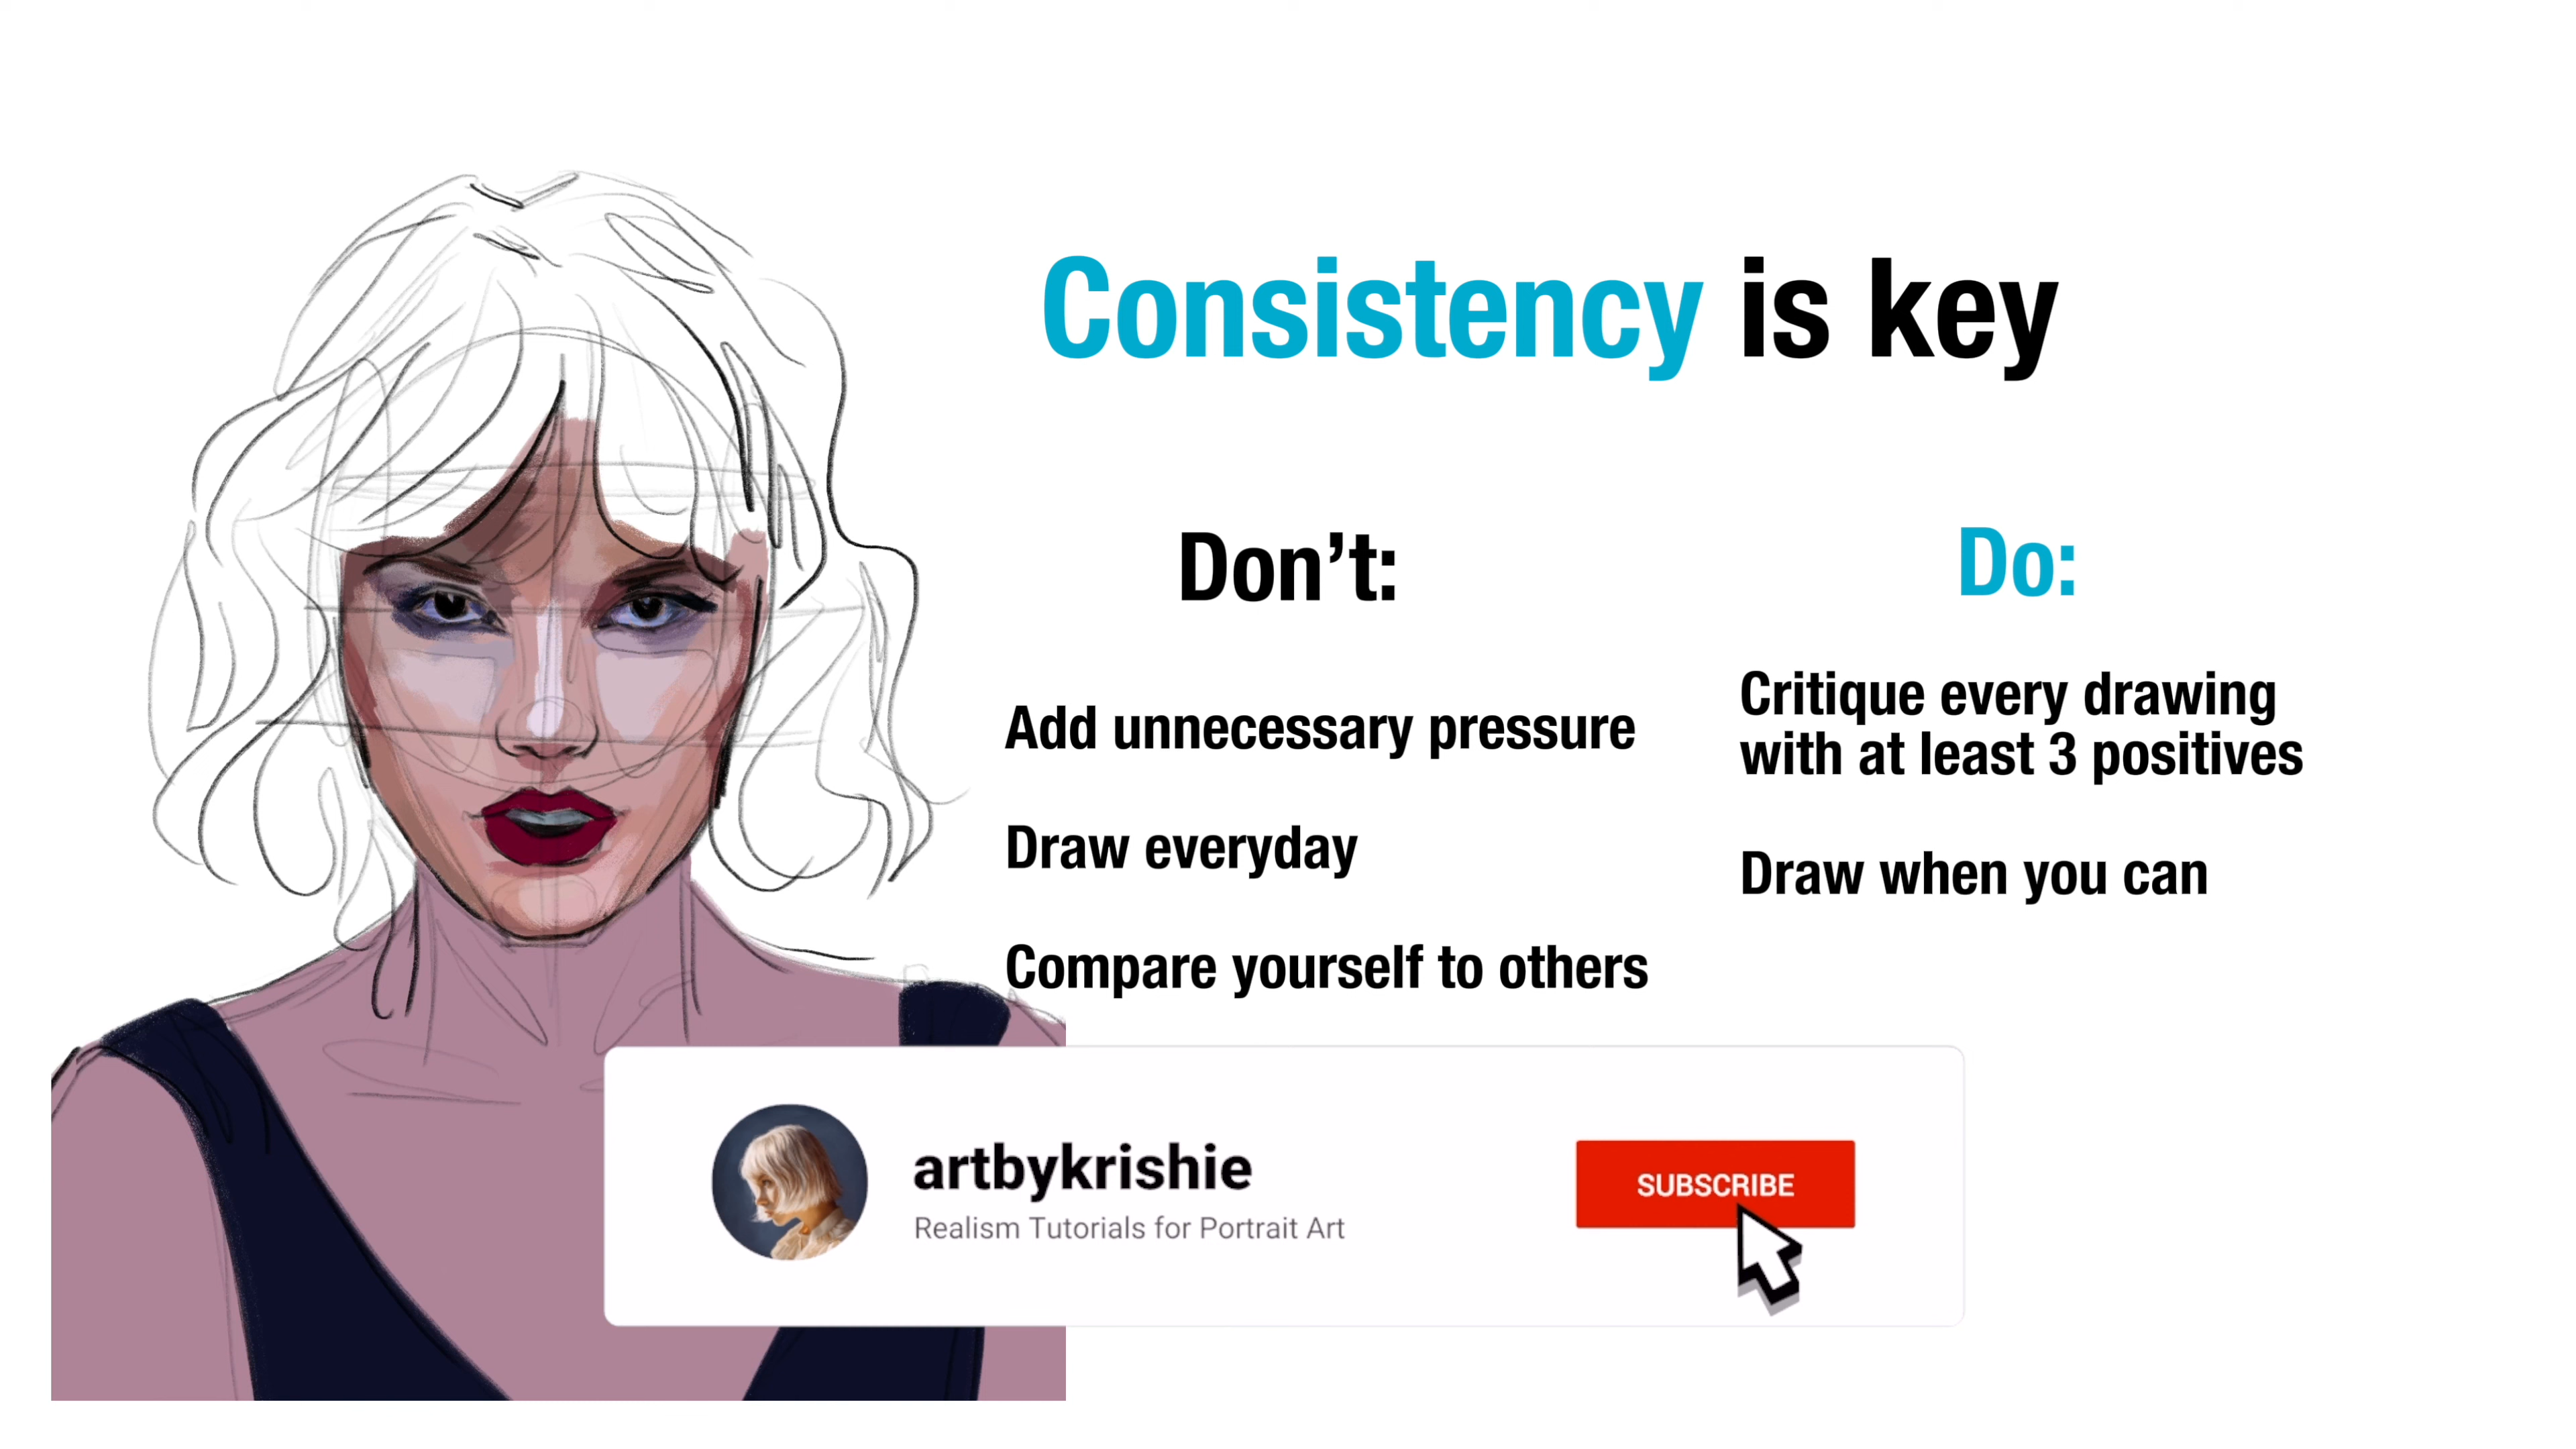 Consistency is key
Don’t:
Add unnecessary pressure
Draw everyday
Compare yourself to others
Do:
Critique every drawing
with at least 3 positives
Draw when you can
artbykrishie
Realism Tutorials for Portrait Art
SUBSCRIBE